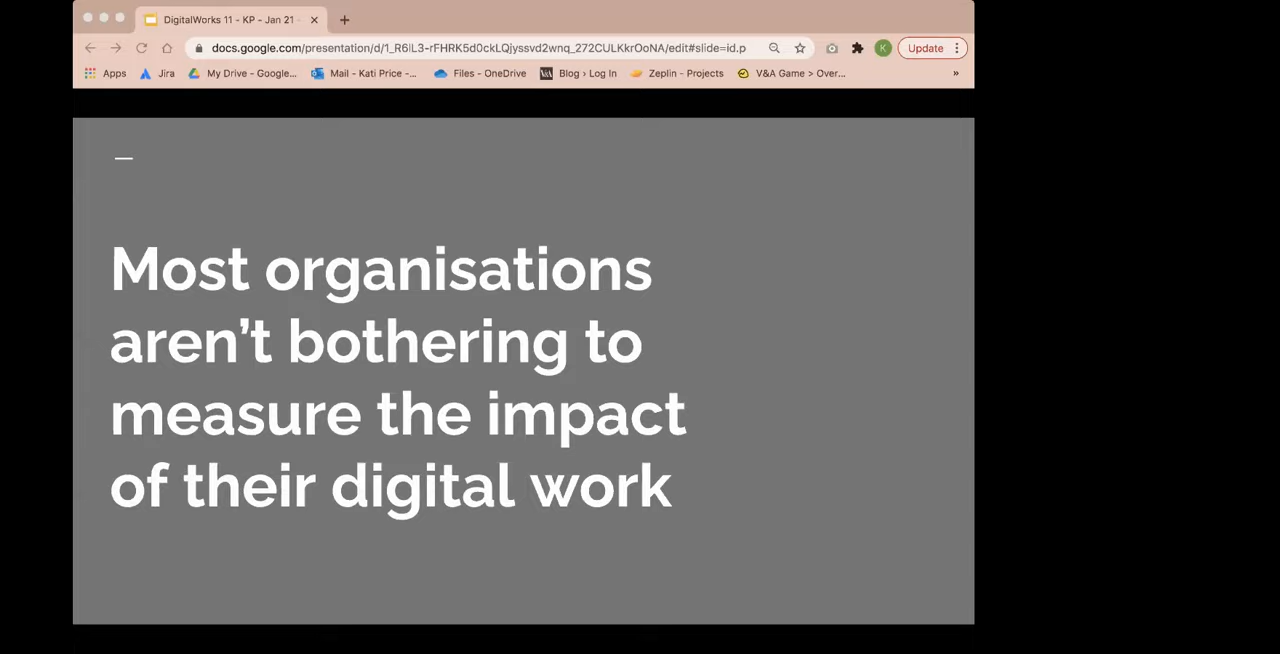 DigitalWorks 11 - KP - Jan 21 -
docs.google.com/presentation/d/1_R6lL3-rFHRK5d0ckLQjyssvd2wnq_272CULKkrOoNA/edit#slide=id.p
K
Update
Apps
Jira
My Drive - Google...
Mail - Kati Price -...
Files - OneDrive
V&A
Blog › Log In
Zeplin - Projects
V&A Game > Over...
»
—
Most organisations
aren’t bothering to
measure the impact
of their digital work